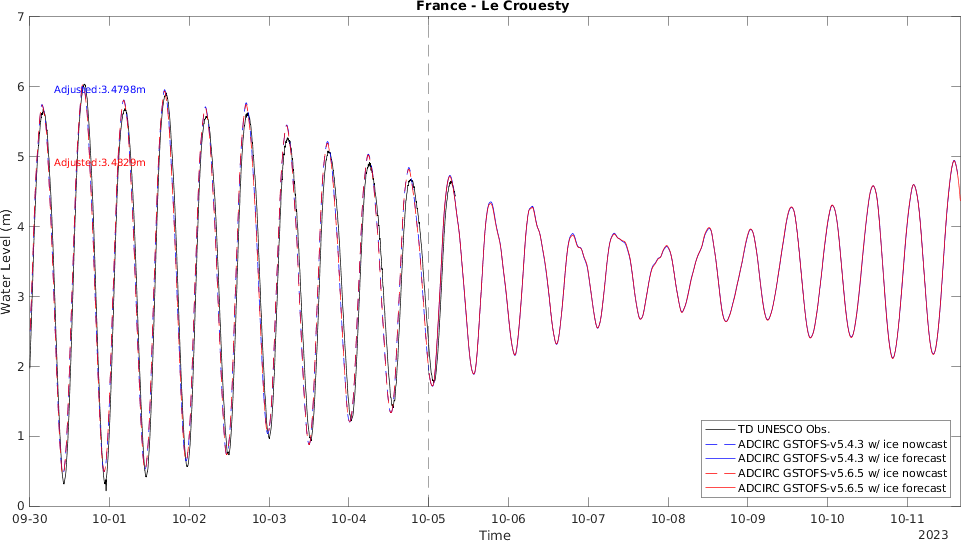 France - Le Crouesty
7
6
5
4
3
2
1
0
Water Level (m)
Adjusted:3.4798m
Adjusted:3.4329m
TD UNESCO Obs.
ADCIRC GSTOFS-v5.4.3 w/ ice nowcast
ADCIRC GSTOFS-v5.4.3 w/ ice forecast
ADCIRC GSTOFS-v5.6.5 w/ ice nowcast
ADCIRC GSTOFS-v5.6.5 w/ ice forecast
09-30 10-01 10-02 10-03 10-04 10-05 10-06 10-07 10-08 10-09 10-10 10-11
Time
2023